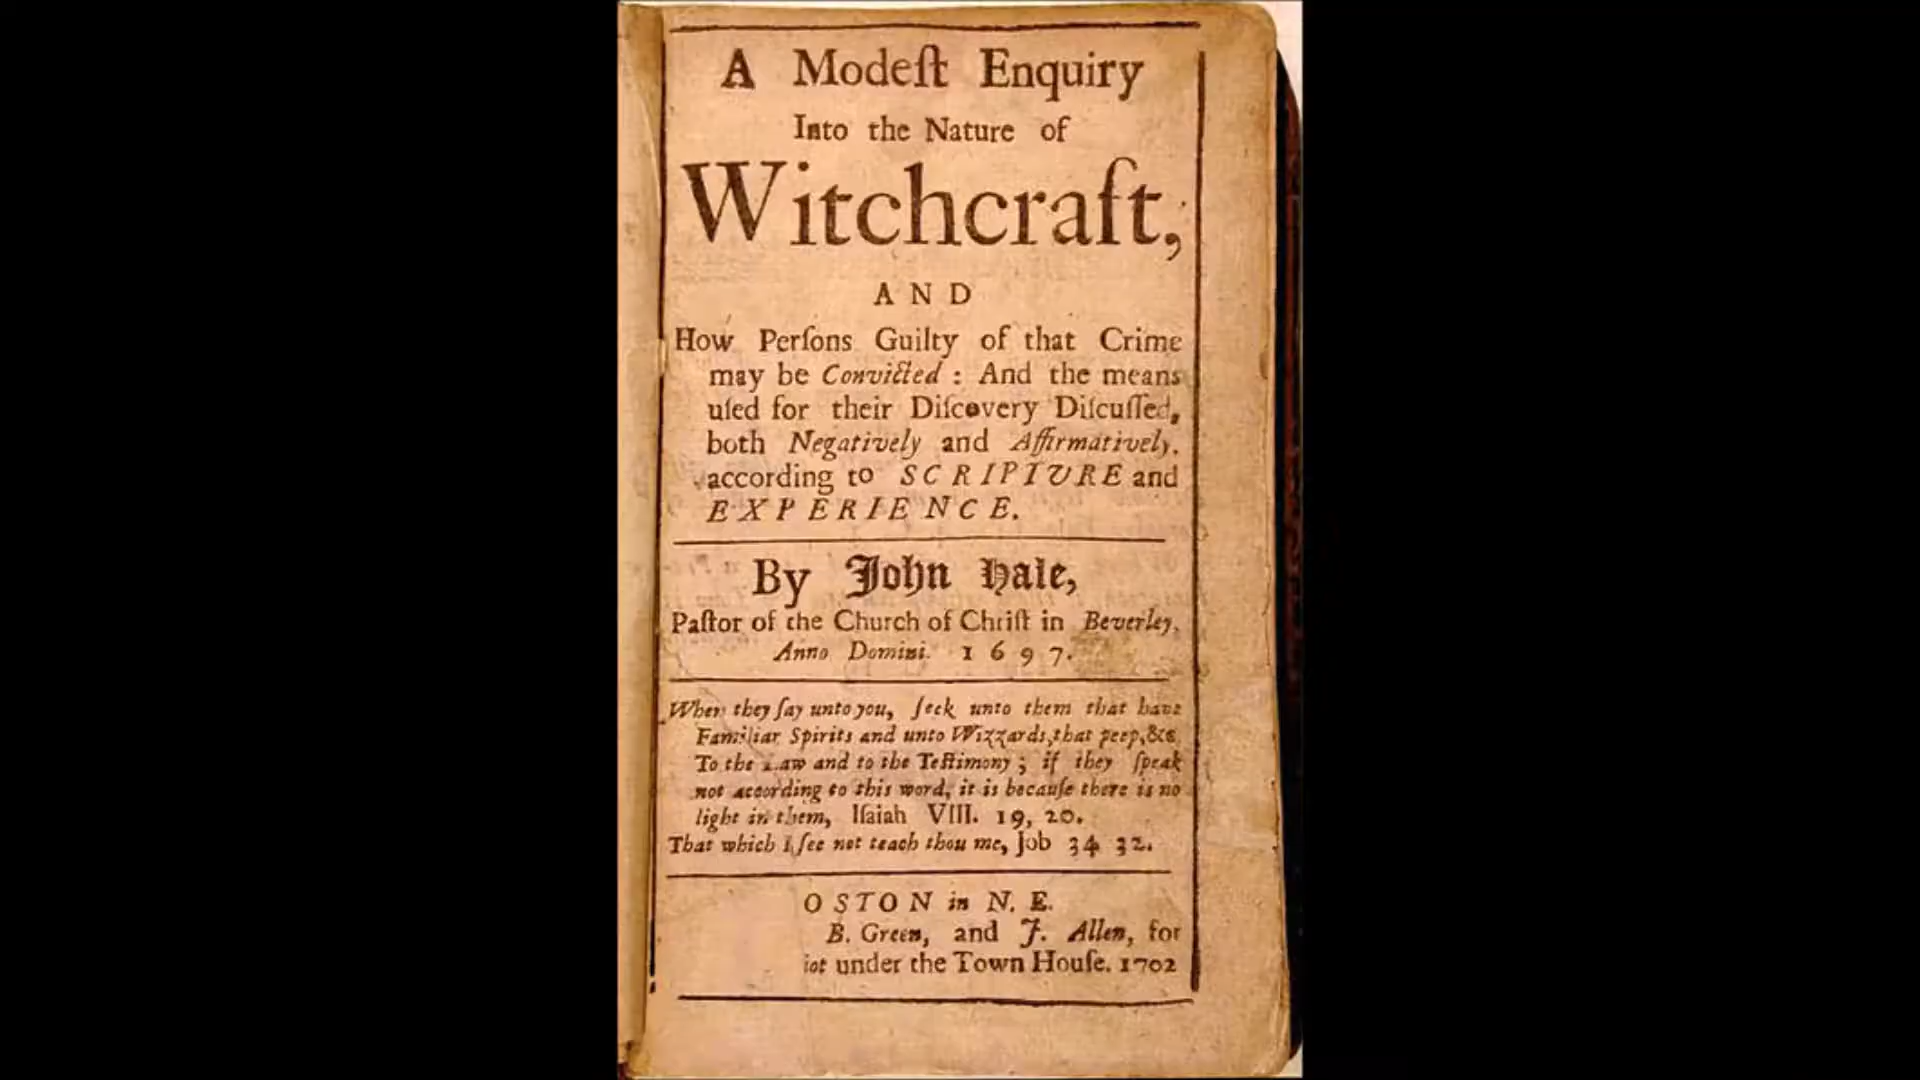 A Modeſt Enquiry
Into the Nature of
Witchcraft,
AND
How Perſons Guilty of that Crime
may be Convicted : And the means
uſed for their Diſcovery Diſcuſſed,
both Negatively and Affirmatively,
according to SCRIPTURE and
EXPERIENCE.
By John Hale,
Paſtor of the Church of Chriſt in Beverley,
Anno Domini. 1697.
When they ſay unto you, ſeek unto them that have
Familiar Spirits and unto Wizzards, that peep, &c.
To the Law and to the Teſtimony ; if they ſpeak
not according to this word, it is becauſe there is no
light in them, Iſaiah VIII. 19, 20.
That which I ſee not teach thou me, Job 34 32.
OSTON in N. E.
B. Green, and J. Allen, for
iot under the Town Houſe. 1702